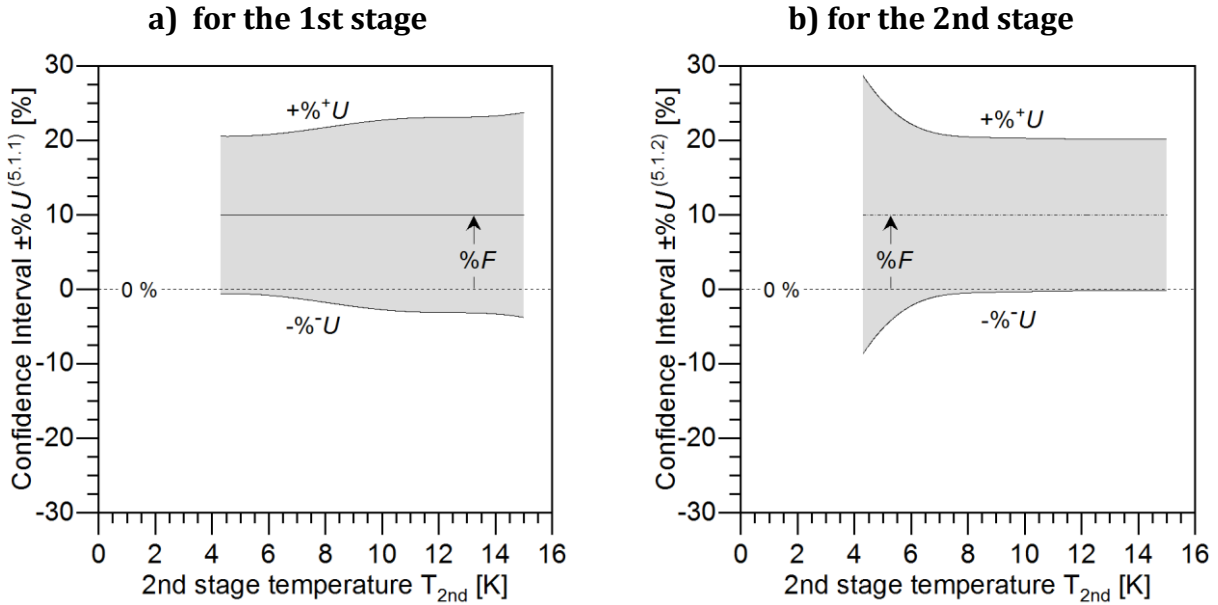 a) for the 1st stage
30
20
10
0
-10
-20
-30
Confidence Interval ±%U(5.1.1) [%]
+%⁺U
%F
0 %
-%⁻U
0 2 4 6 8 10 12 14 16
2nd stage temperature T2nd [K]
b) for the 2nd stage
30
20
10
0
-10
-20
-30
Confidence Interval ±%U(5.1.2) [%]
+%⁺U
%F
0 %
-%⁻U
0 2 4 6 8 10 12 14 16
2nd stage temperature T2nd [K]